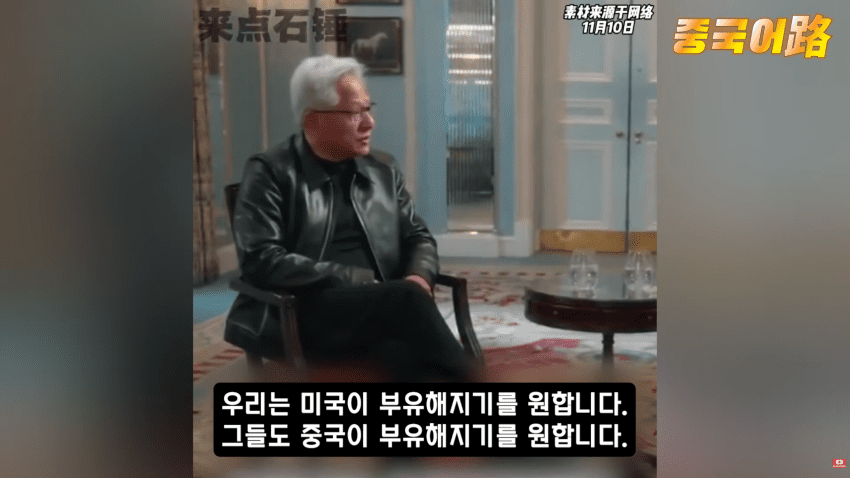 来点石锤
素材来源于网络
11月10日
중국어路
우리는 미국이 부유해지기를 원합니다.
그들도 중국이 부유해지기를 원합니다.